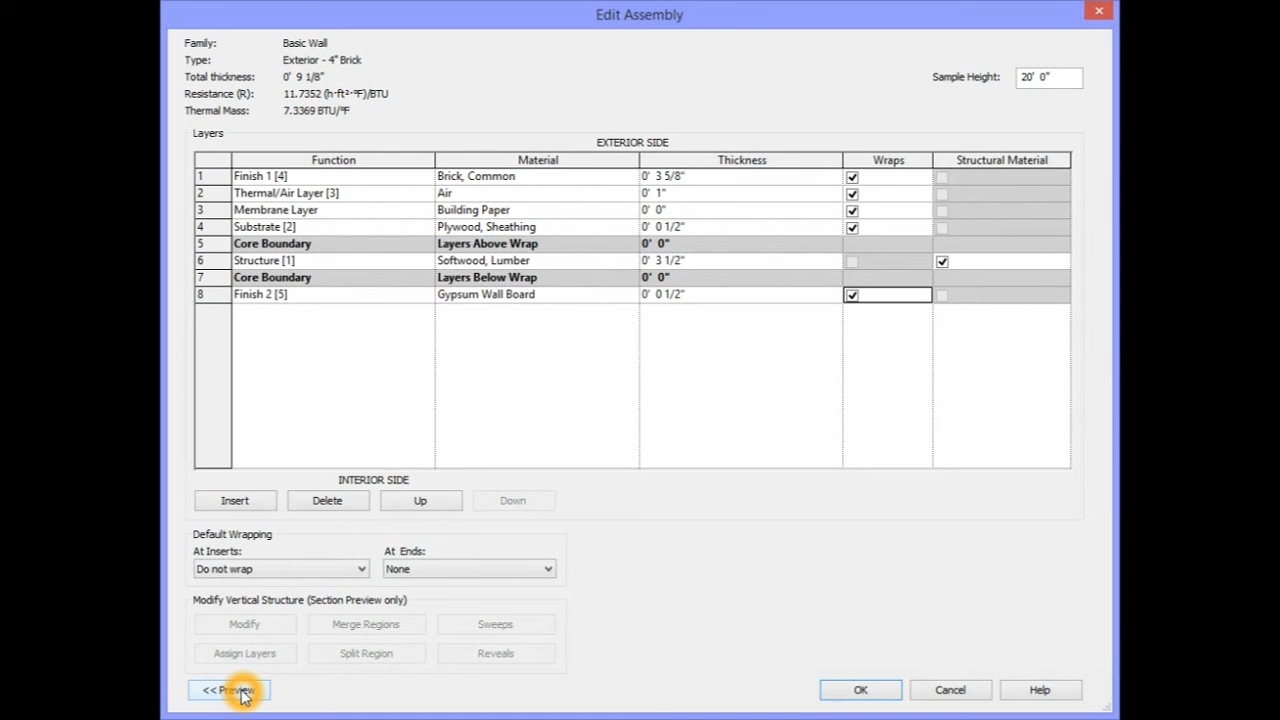 Edit Assembly
Family: Basic Wall
Type: Exterior - 4" Brick
Total thickness: 0' 9 1/8"
Sample Height: 20' 0"
Resistance (R): 11.7352 (h·ft²·°F)/BTU
Thermal Mass: 7.3369 BTU/°F
Layers
EXTERIOR SIDE
Function Material Thickness Wraps Structural Material
1 Finish 1 [4] Brick, Common 0' 3 5/8"
2 Thermal/Air Layer [3] Air 0' 1"
3 Membrane Layer Building Paper 0' 0"
4 Substrate [2] Plywood, Sheathing 0' 0 1/2"
5 Core Boundary Layers Above Wrap 0' 0"
6 Structure [1] Softwood, Lumber 0' 3 1/2"
7 Core Boundary Layers Below Wrap 0' 0"
8 Finish 2 [5] Gypsum Wall Board 0' 0 1/2"
INTERIOR SIDE
Insert Delete Up Down
Default Wrapping
At Inserts: At Ends:
Do not wrap None
Modify Vertical Structure (Section Preview only)
Modify Merge Regions Sweeps
Assign Layers Split Region Reveals
<< Preview OK Cancel Help